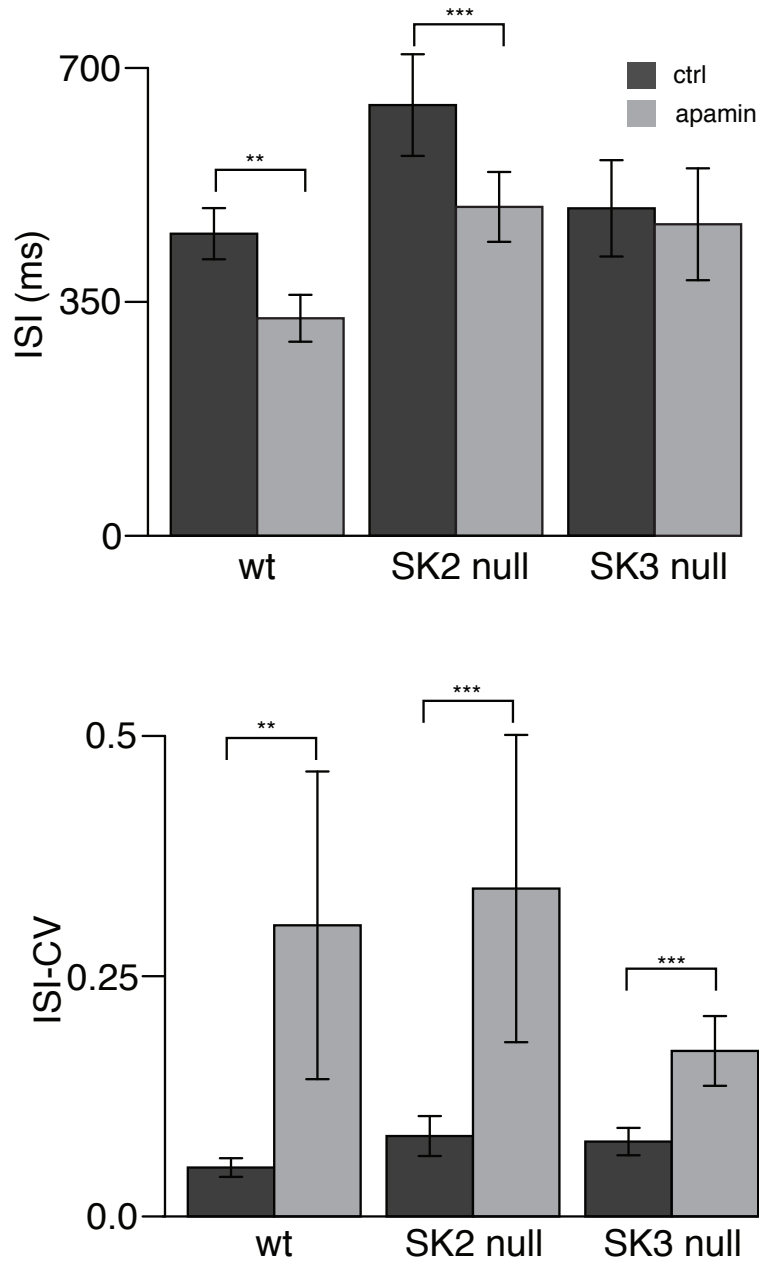 ***
700
ctrl
apamin
**
ISI (ms)
350
0
wt
SK2 null
SK3 null
***
0.5
**
***
ISI-CV
0.25
0.0
wt
SK2 null
SK3 null